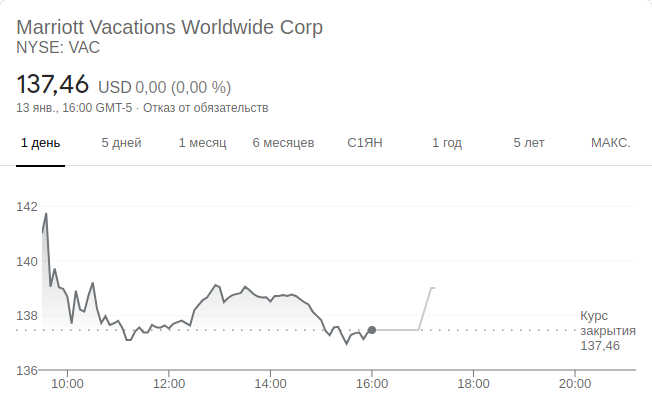 Marriott Vacations Worldwide Corp
NYSE: VAC
137,46 USD 0,00 (0,00 %)
13 янв., 16:00 GMT-5 · Отказ от обязательств
1 день 5 дней 1 месяц 6 месяцев С1ЯН 1 год 5 лет МАКС.
142
140
138
Курс
закрытия
137,46
136
10:00 12:00 14:00 16:00 18:00 20:00